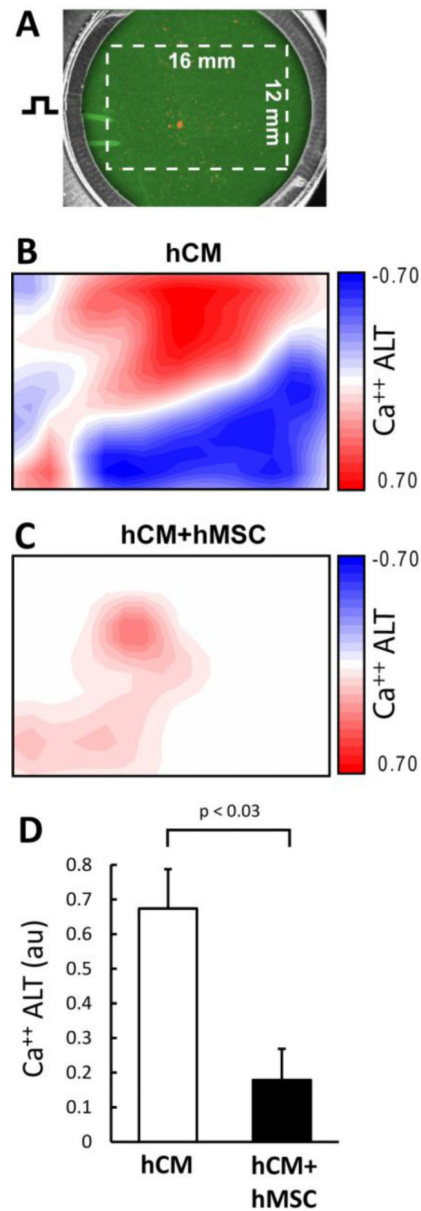 A
16 mm
12 mm
B
hCM
-0.70
Ca++ ALT
0.70
C
hCM+hMSC
-0.70
Ca++ ALT
0.70
D
p < 0.03
0.8
0.7
0.6
0.5
0.4
0.3
0.2
0.1
0
Ca++ ALT (au)
hCM
hCM+
hMSC